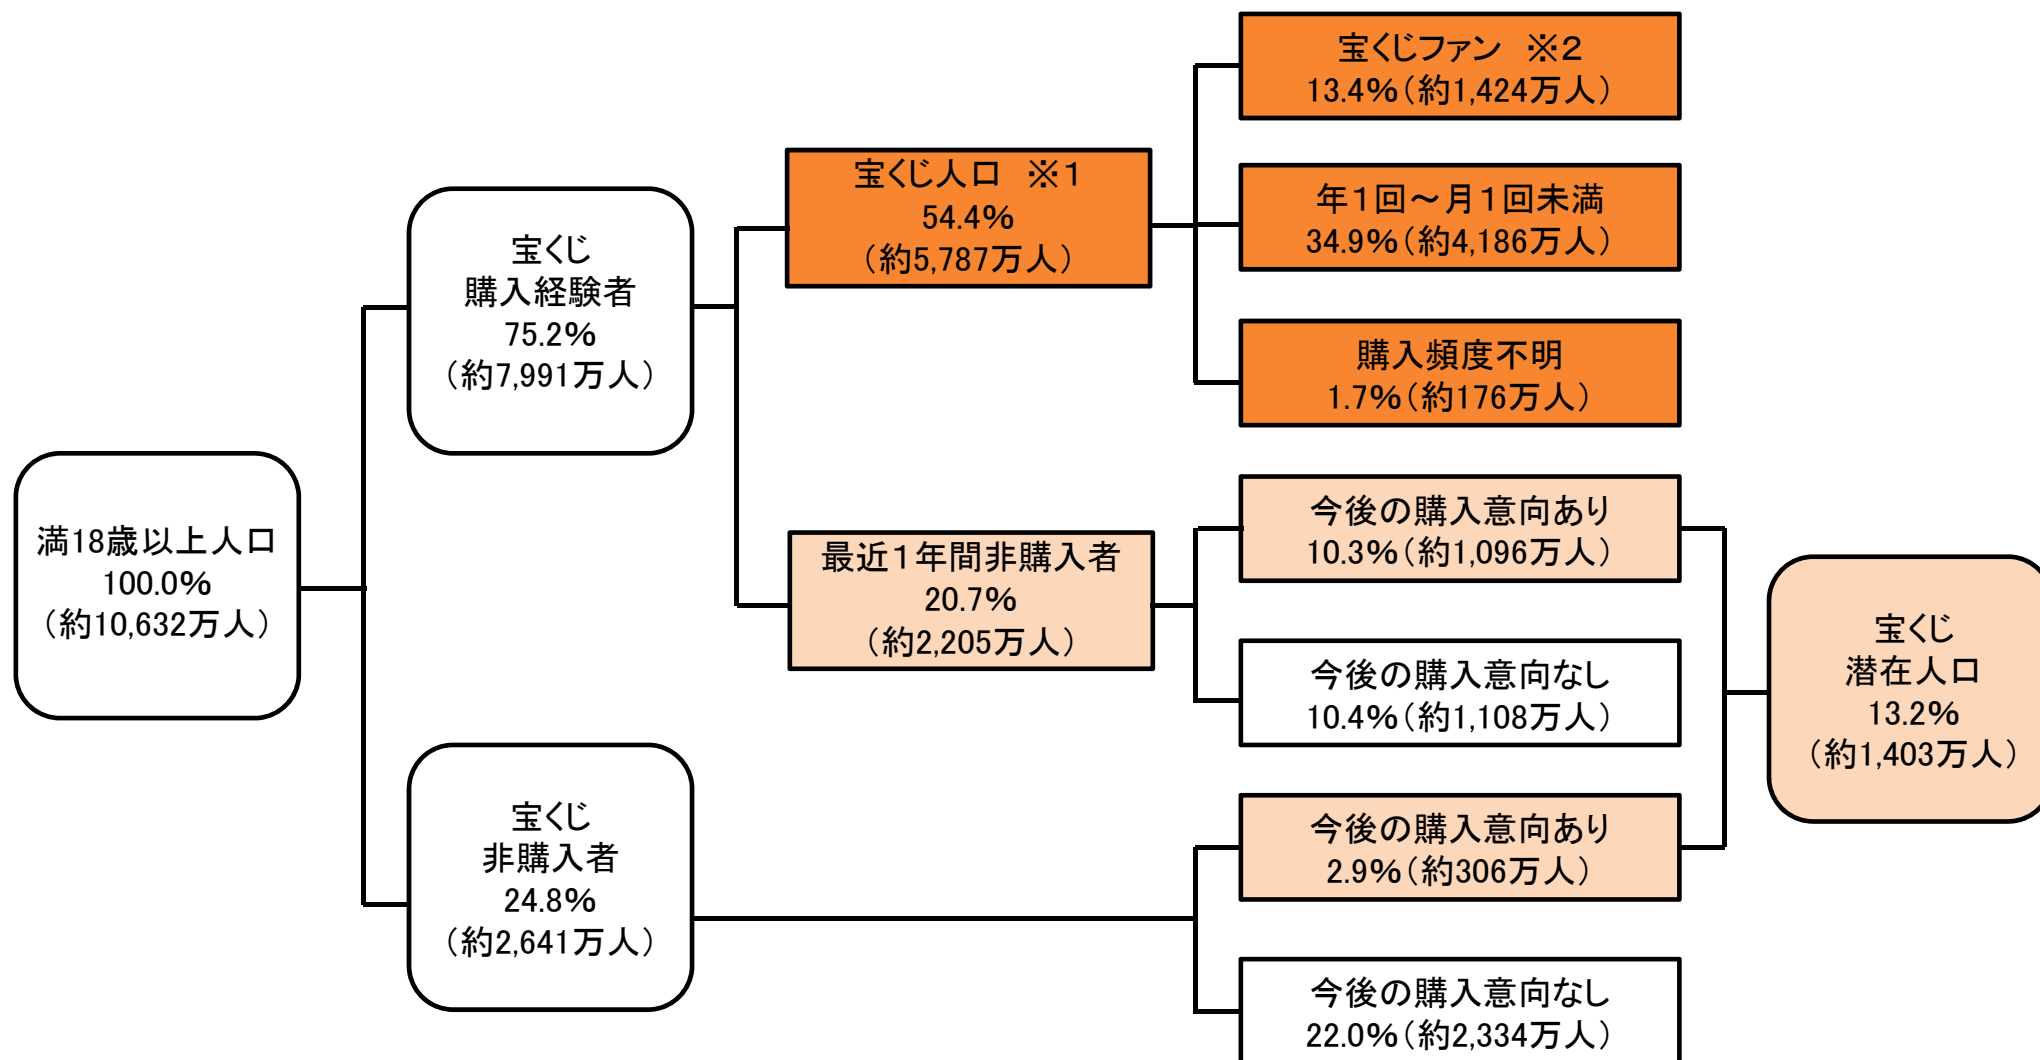 満18歳以上人口
100.0%
（約10,632万人）
宝くじ
購入経験者
75.2%
（約7,991万人）
宝くじ
非購入者
24.8%
（約2,641万人）
宝くじ人口　※１
54.4%
（約5,787万人）
最近１年間非購入者
20.7%
（約2,205万人）
宝くじファン　※２
13.4%（約1,424万人）
年１回～月１回未満
34.9%（約4,186万人）
購入頻度不明
1.7%（約176万人）
今後の購入意向あり
10.3%（約1,096万人）
今後の購入意向なし
10.4%（約1,108万人）
今後の購入意向あり
2.9%（約306万人）
今後の購入意向なし
22.0%（約2,334万人）
宝くじ
潜在人口
13.2%
（約1,403万人）